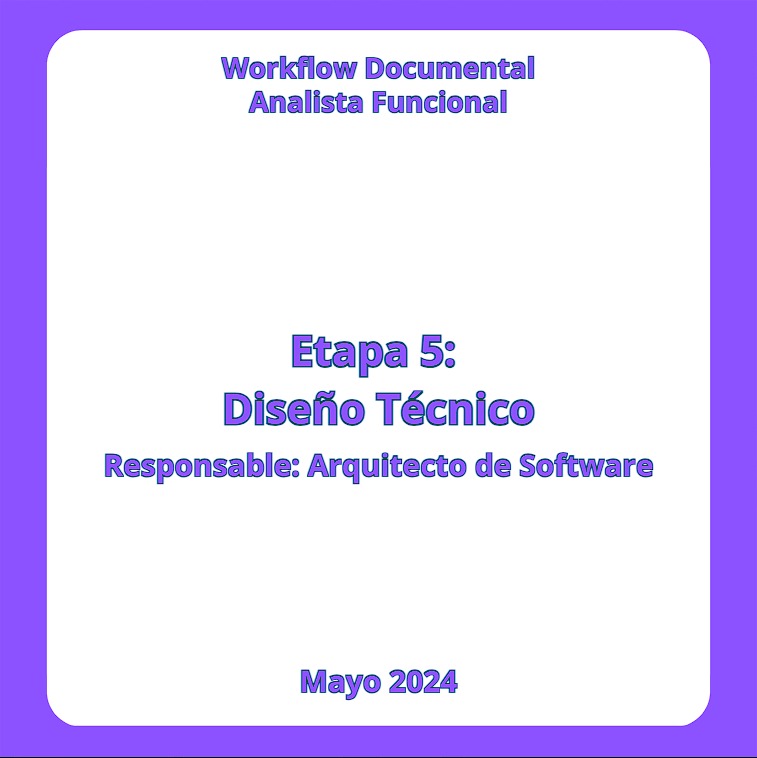 Workflow Documental
Analista Funcional
Etapa 5:
Diseño Técnico
Responsable: Arquitecto de Software
Mayo 2024